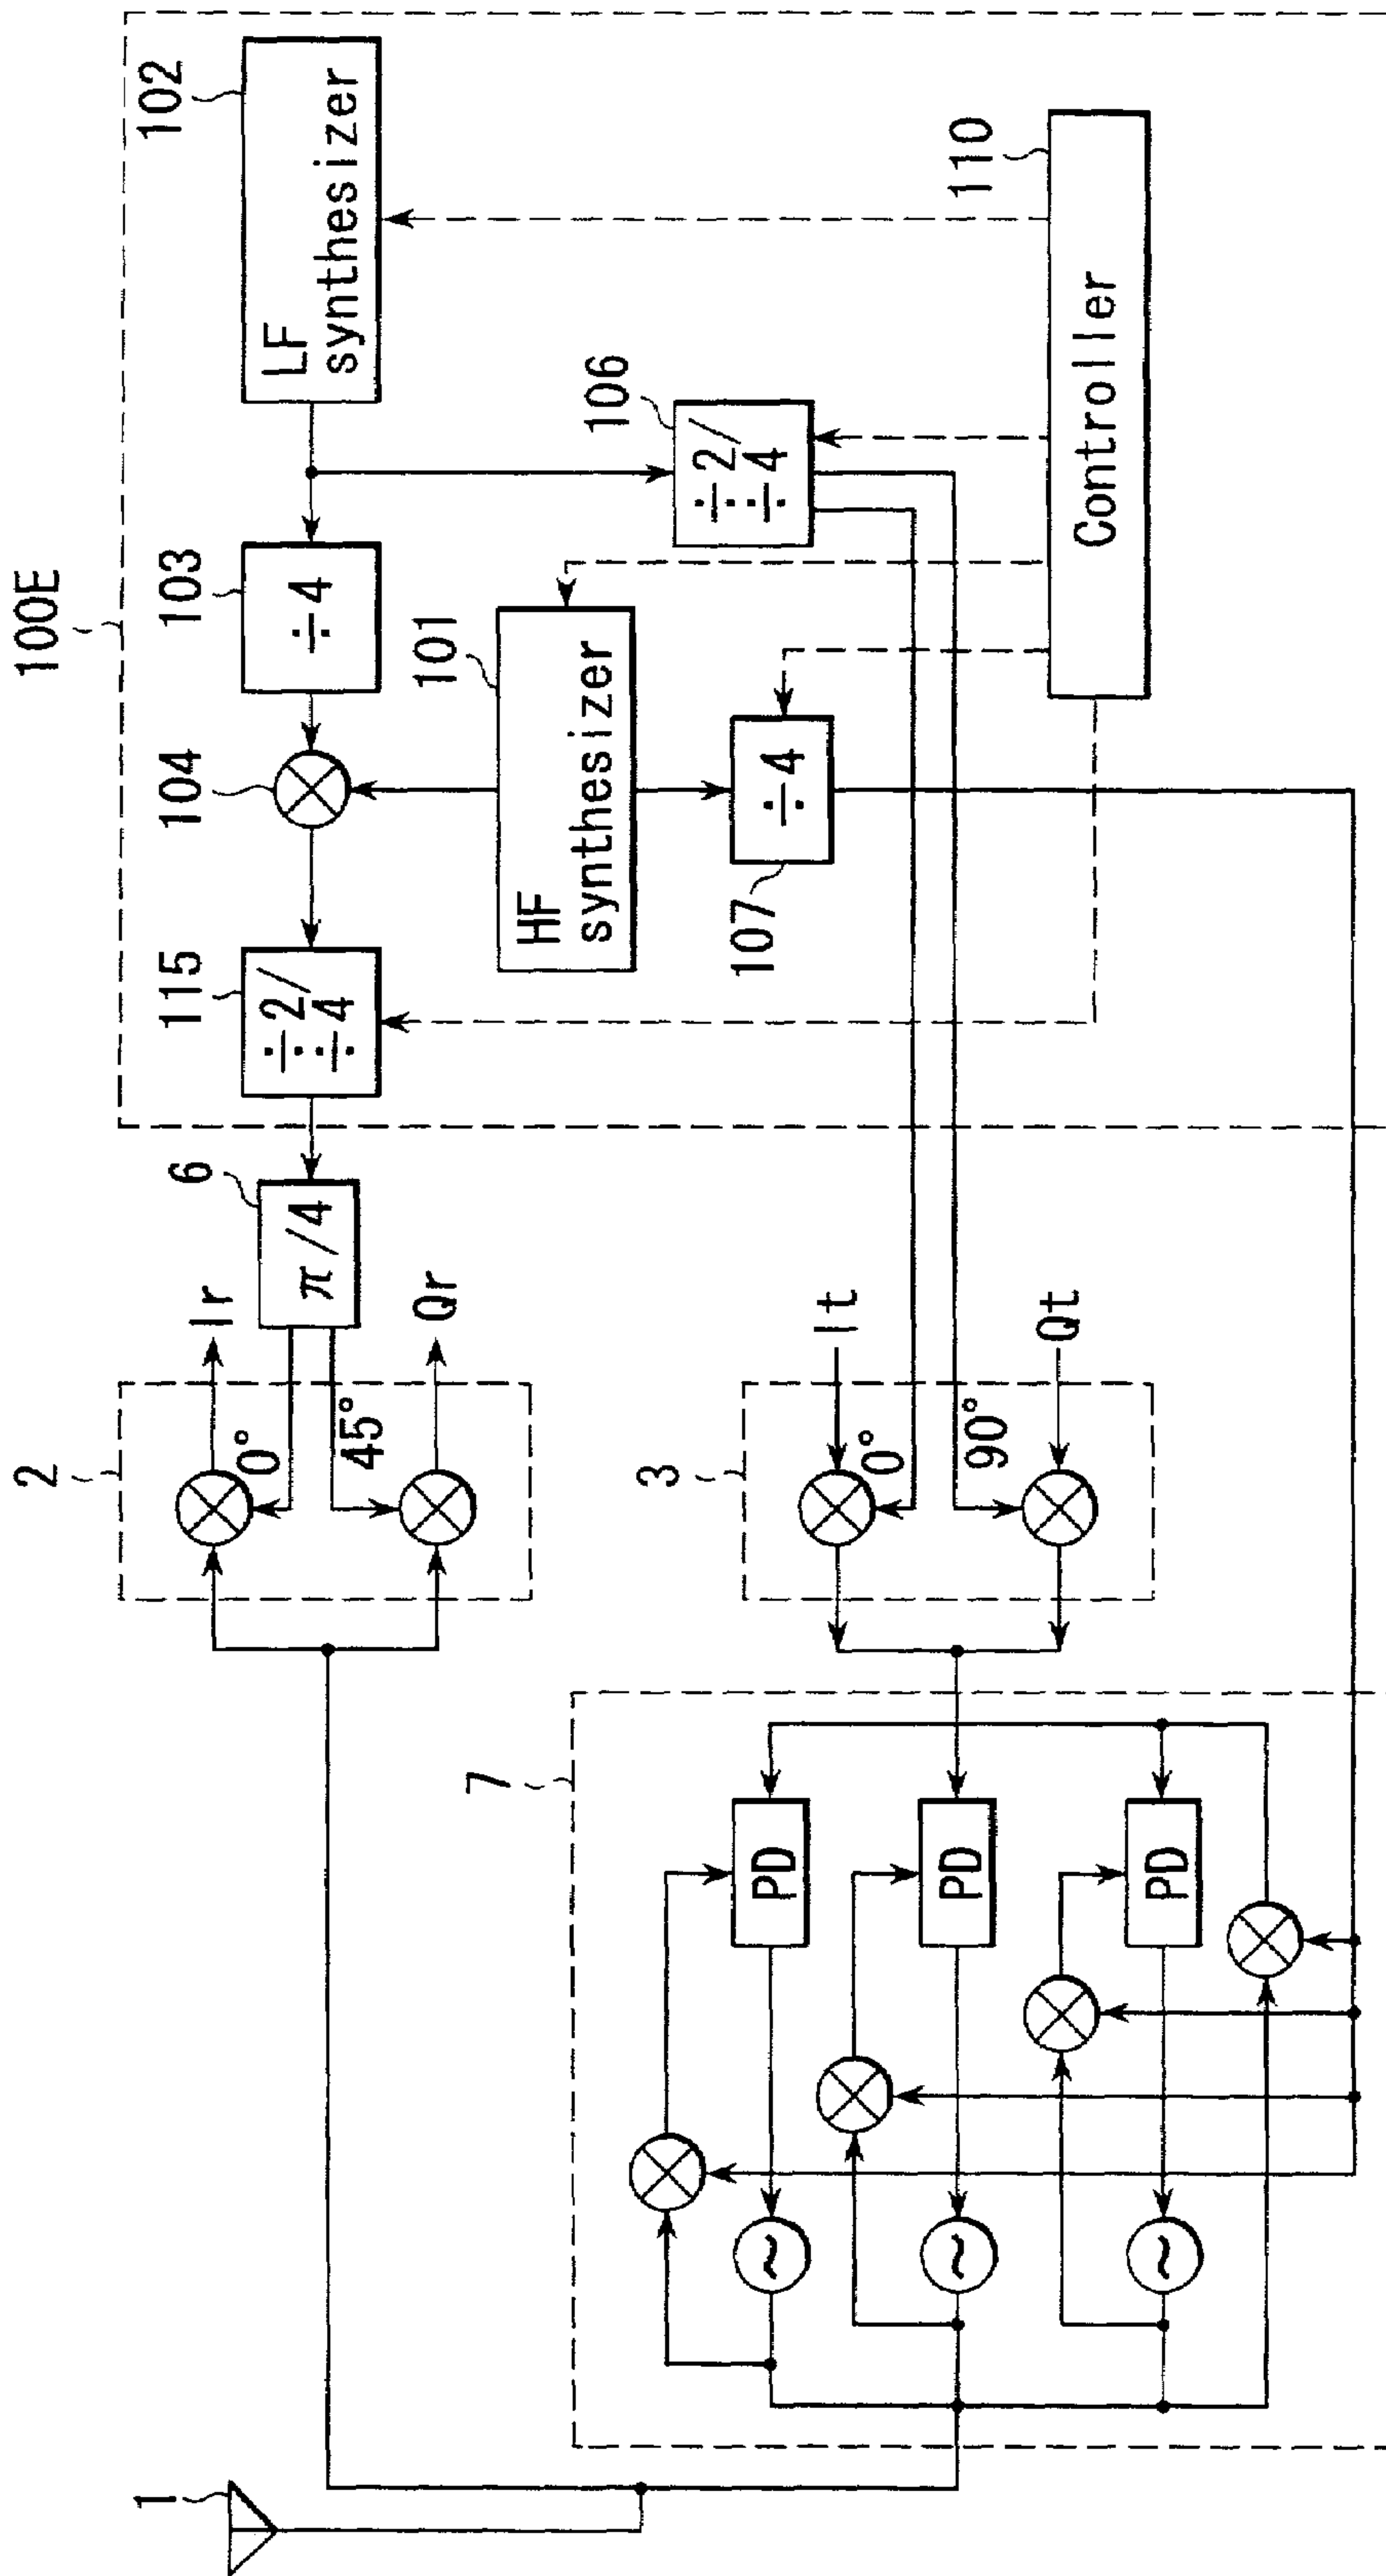 100E
102
LF
synthesizer
103
÷4
104
115
÷2/
÷4
6
π/4
101
HF
synthesizer
106
÷2/
÷4
107
÷4
110
Controller
2
Ir
0°
45°
Qr
3
It
0°
90°
Qt
7
PD
PD
PD
1